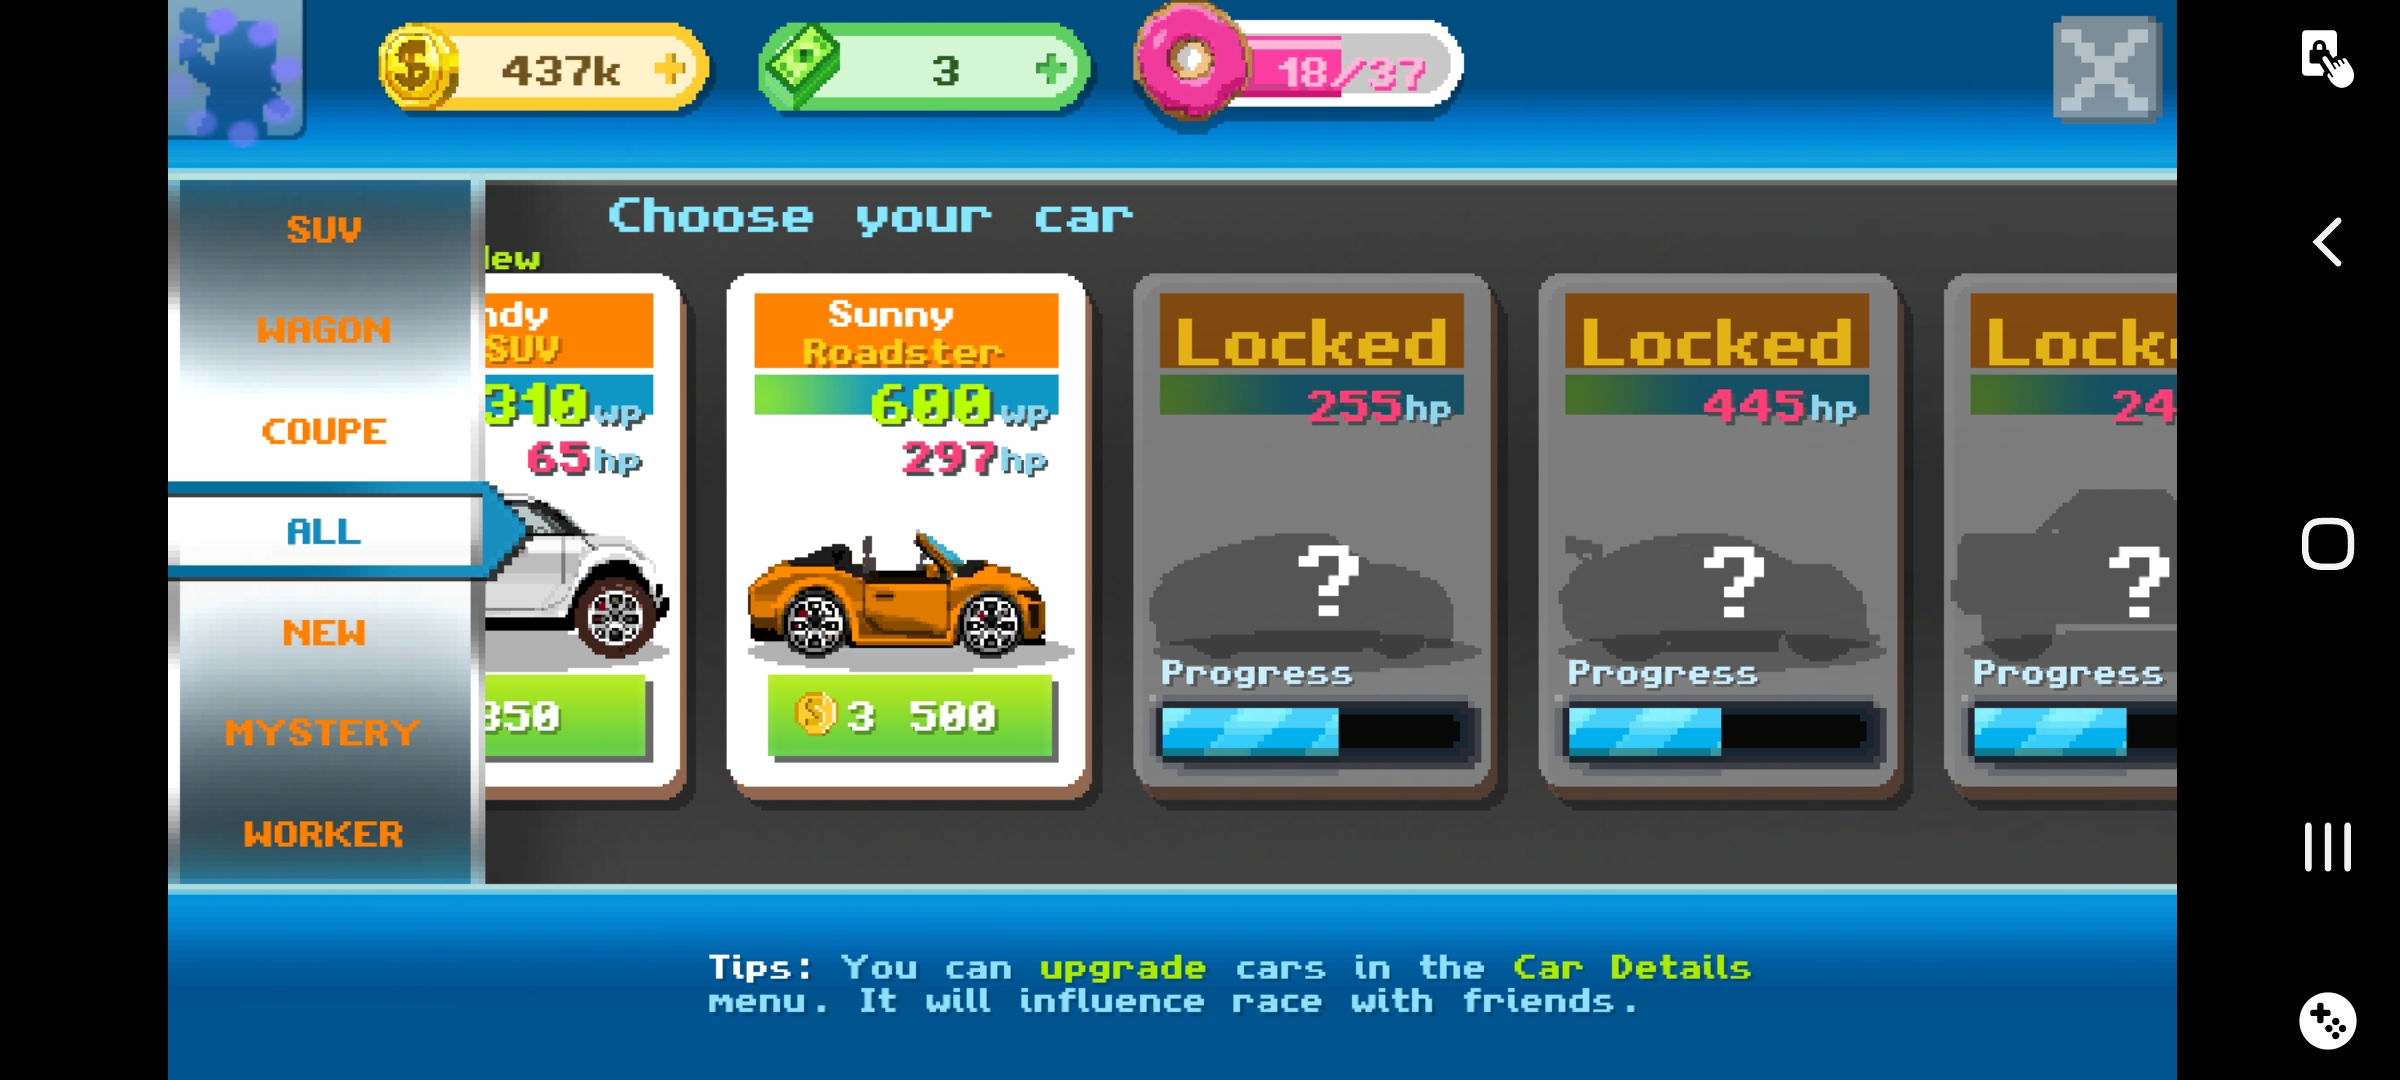 437k
3
18/37
SUV
WAGON
COUPE
ALL
NEW
MYSTERY
WORKER
Choose your car
SUV
310wp
65hp
Sunny
Roadster
600wp
297hp
3 500
Locked
255hp
Progress
Locked
445hp
Progress
Progress
Tips: You can upgrade cars in the Car Details
menu. It will influence race with friends.